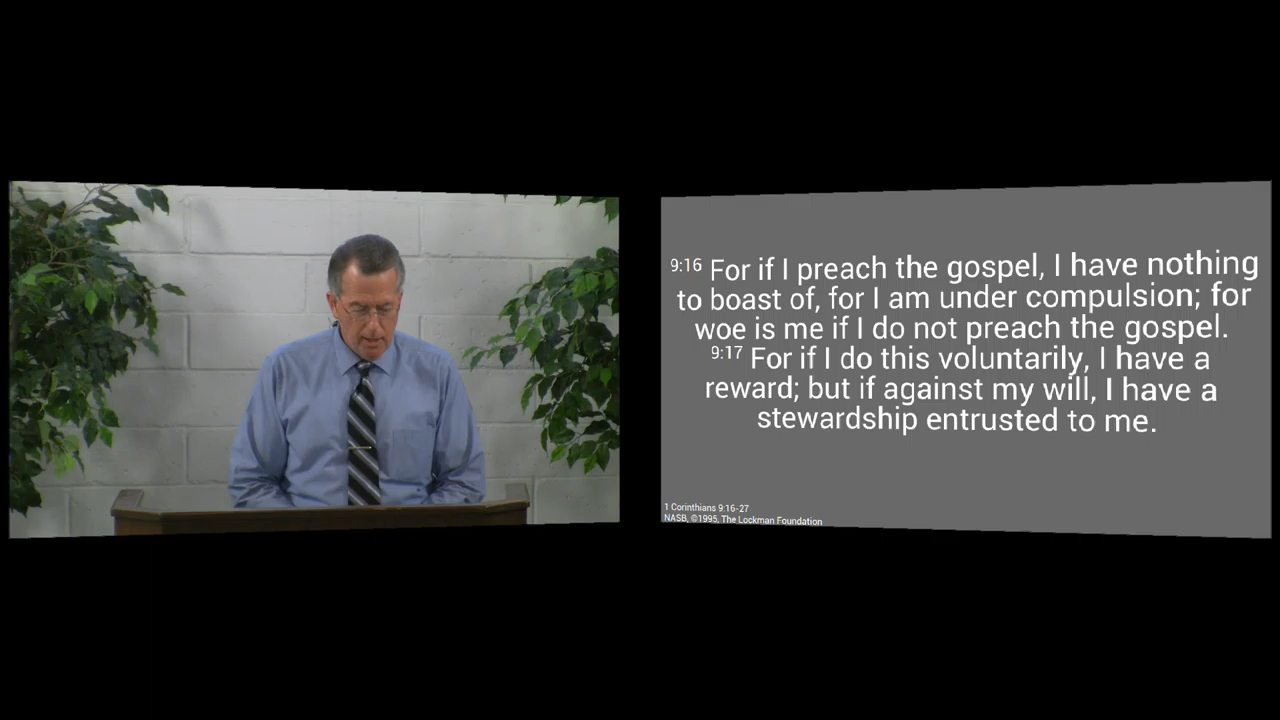 9:16 For if I preach the gospel, I have nothing
to boast of, for I am under compulsion; for
woe is me if I do not preach the gospel.
9:17 For if I do this voluntarily, I have a
reward; but if against my will, I have a
stewardship entrusted to me.
1 Corinthians 9:16-27
NASB, ©1995, The Lockman Foundation